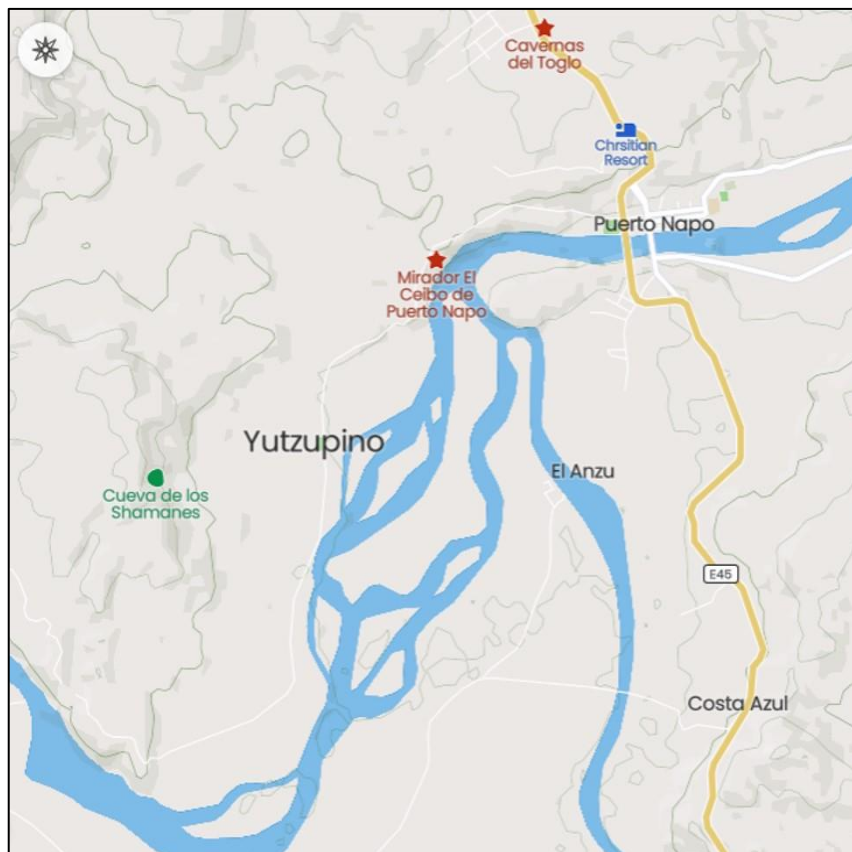 Cavernas
del Toglo
Chrsitian
Resort
Puerto Napo
Mirador El
Ceibo de
Puerto Napo
Yutzupino
El Anzu
Cueva de los
Shamanes
E45
Costa Azul